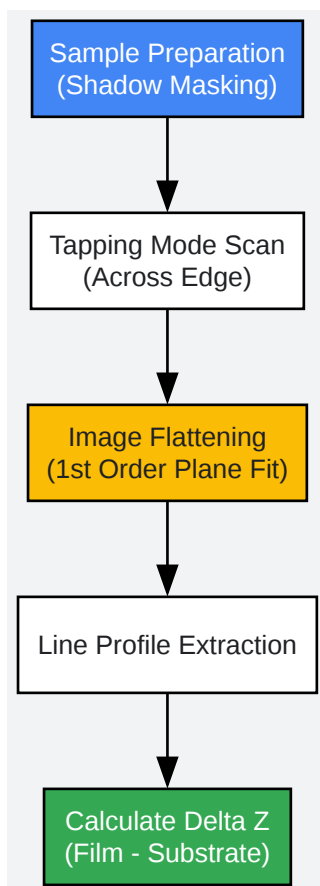 Sample Preparation
(Shadow Masking)
Tapping Mode Scan
(Across Edge)
Image Flattening
(1st Order Plane Fit)
Line Profile Extraction
Calculate Delta Z
(Film - Substrate)